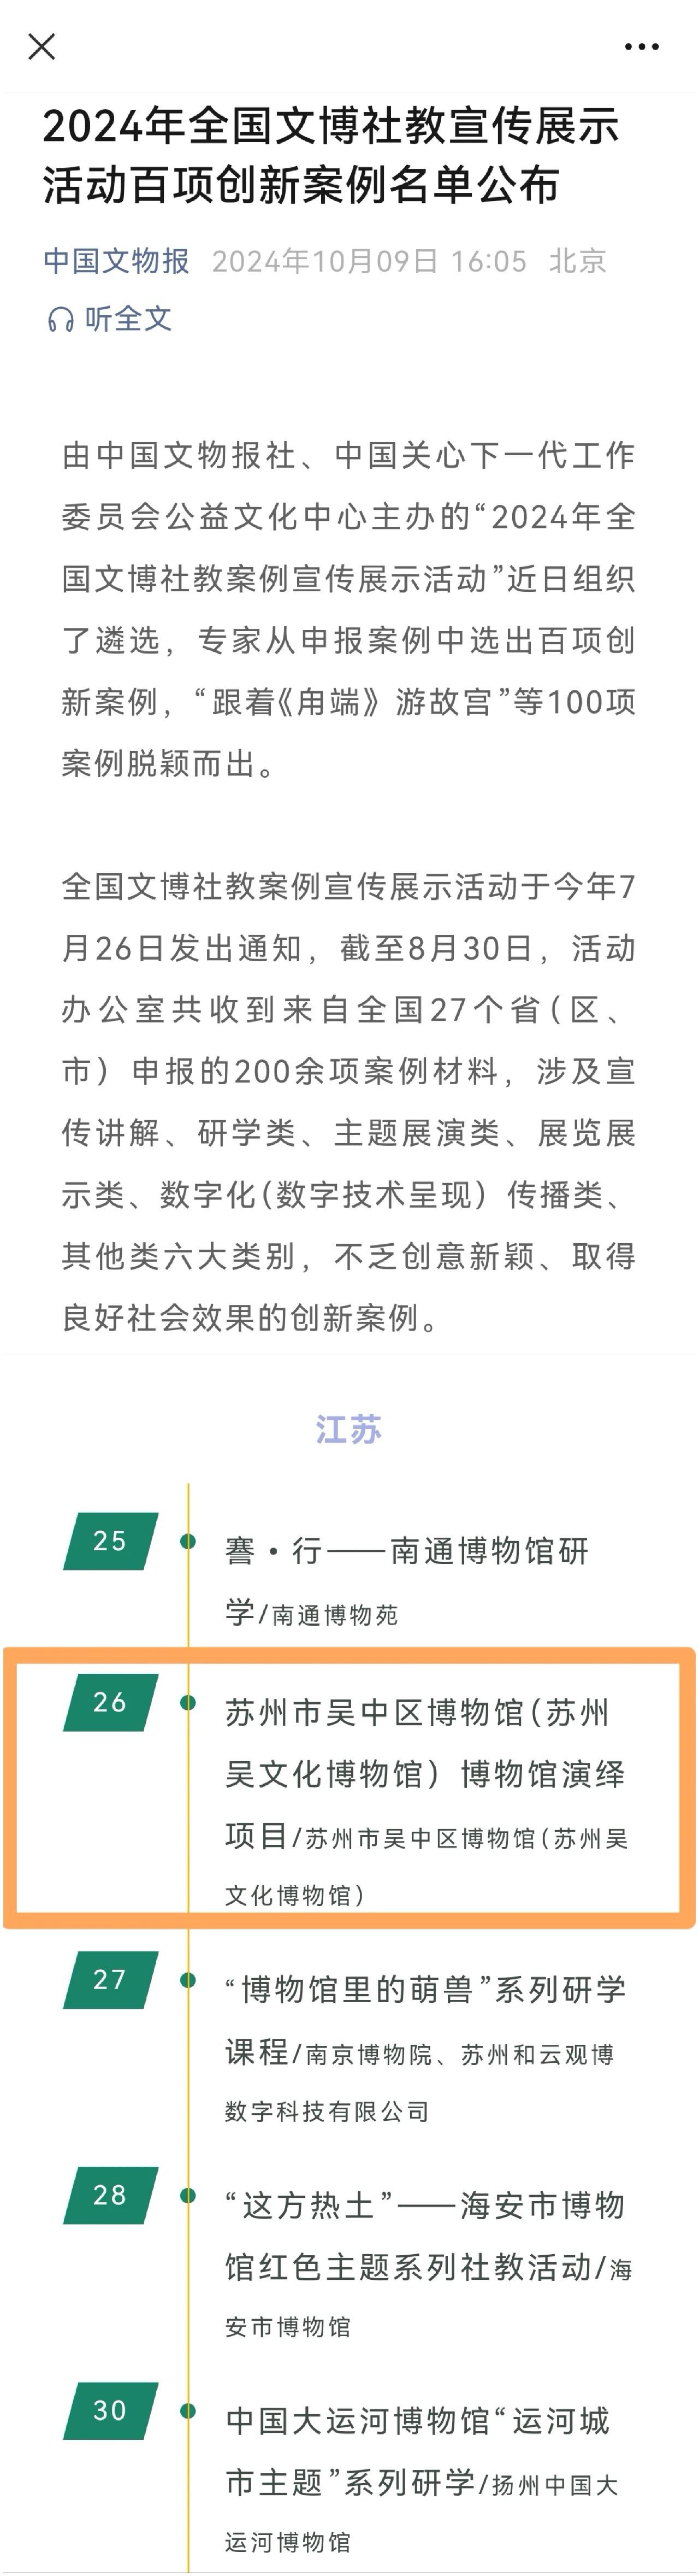 2024年全国文博社教宣传展示
活动百项创新案例名单公布
中国文物报 2024年10月09日 16:05 北京
听全文
由中国文物报社、中国关心下一代工作
委员会公益文化中心主办的“2024年全
国文博社教案例宣传展示活动”近日组织
了遴选，专家从申报案例中选出百项创
新案例，“跟着《甪端》游故宫”等100项
案例脱颖而出。
全国文博社教案例宣传展示活动于今年7
月26日发出通知，截至8月30日，活动
办公室共收到来自全国27个省(区、
市）申报的200余项案例材料，涉及宣
传讲解、研学类、主题展演类、展览展
示类、数字化(数字技术呈现）传播类、
其他类六大类别，不乏创意新颖、取得
良好社会效果的创新案例。
江苏
25
謇·行——南通博物馆研
学/南通博物苑
26
苏州市吴中区博物馆(苏州
吴文化博物馆）博物馆演绎
项目/苏州市吴中区博物馆(苏州吴
文化博物馆）
27
“博物馆里的萌兽”系列研学
课程/南京博物院、苏州和云观博
数字科技有限公司
28
“这方热土”——海安市博物
馆红色主题系列社教活动/海
安市博物馆
30
中国大运河博物馆“运河城
市主题”系列研学/扬州中国大
运河博物馆